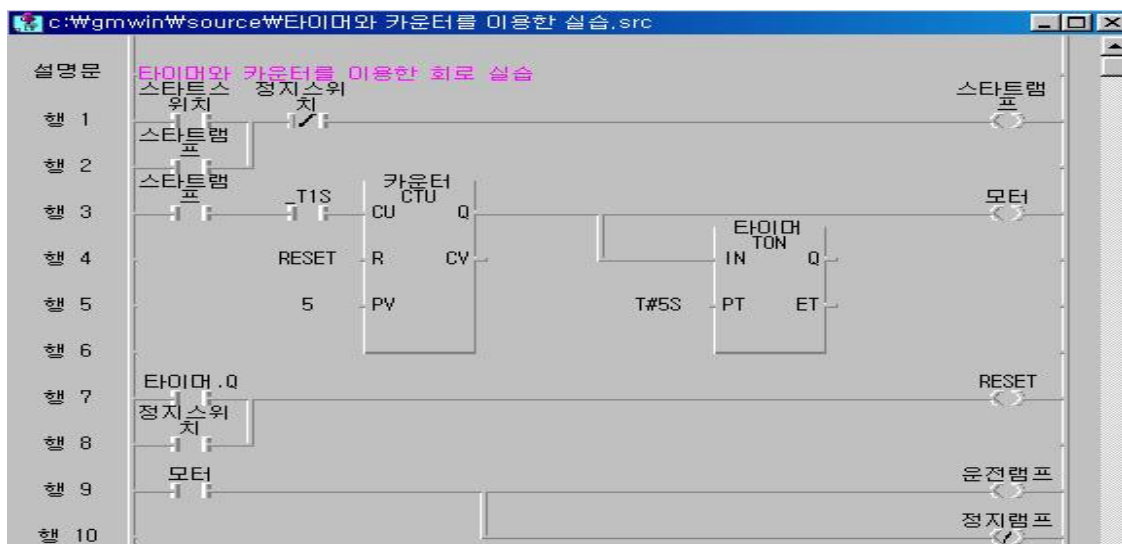 c:\gmwin\source\타이머와 카운터를 이용한 실습.src
설명문 타이머와 카운터를 이용한 회로 실습
스타트스위치 정지스위치 스타트램프
행 1
스타트램프
행 2
스타트램프 _T1S 카운터 CTU 모터
행 3 CU Q
타이머 TON
행 4 RESET R CV IN Q
행 5 5 PV T#5S PT ET
행 6
타이머.Q RESET
행 7
정지스위치
행 8
모터 운전램프
행 9
정지램프
행 10